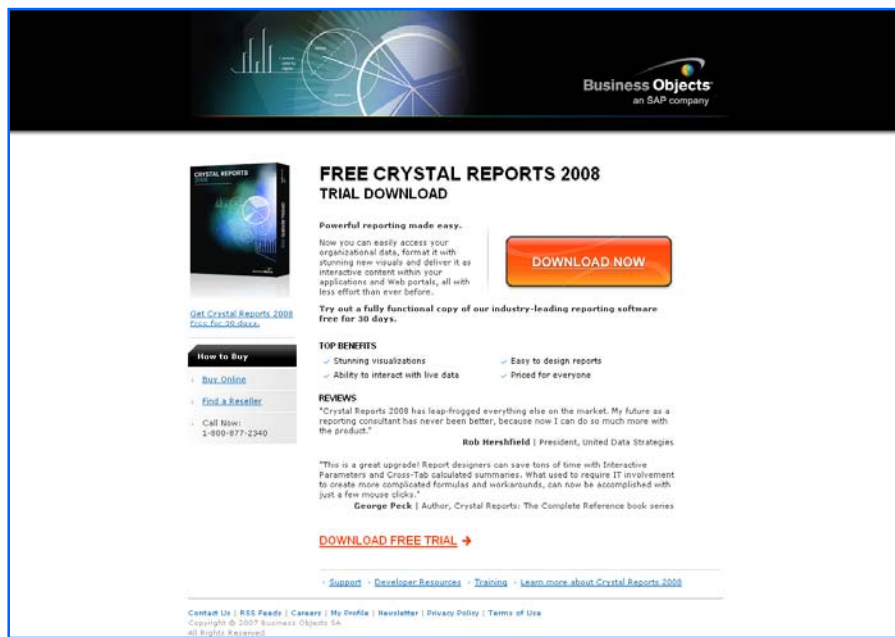 Business Objects
an SAP company
CRYSTAL REPORTS
2008
FREE CRYSTAL REPORTS 2008
TRIAL DOWNLOAD
Powerful reporting made easy.
Now you can easily access your
organizational data, format it with
stunning new visuals and deliver it as
interactive content within your
applications and Web portals, all with
less effort than ever before.
DOWNLOAD NOW
Try out a fully functional copy of our industry-leading reporting software
free for 30 days.
Get Crystal Reports 2008
free for 30 days.
How to Buy
Buy Online
Find a Reseller
Call Now:
1-800-877-2340
TOP BENEFITS
Stunning visualizations
Easy to design reports
Ability to interact with live data
Priced for everyone
REVIEWS
"Crystal Reports 2008 has leap-frogged everything else on the market. My future as a
reporting consultant has never been better, because now I can do so much more with
the product."
Rob Hershfield | President, United Data Strategies
"This is a great upgrade! Report designers can save tons of time with Interactive
Parameters and Cross-Tab calculated summaries. What used to require IT involvement
to create more complicated formulas and workarounds, can now be accomplished with
just a few mouse clicks."
George Peck | Author, Crystal Reports: The Complete Reference book series
DOWNLOAD FREE TRIAL
Support Developer Resources Training Learn more about Crystal Reports 2008
Contact Us | RSS Feeds | Careers | My Profile | Newsletter | Privacy Policy | Terms of Use
Copyright © 2007 Business Objects SA
All Rights Reserved